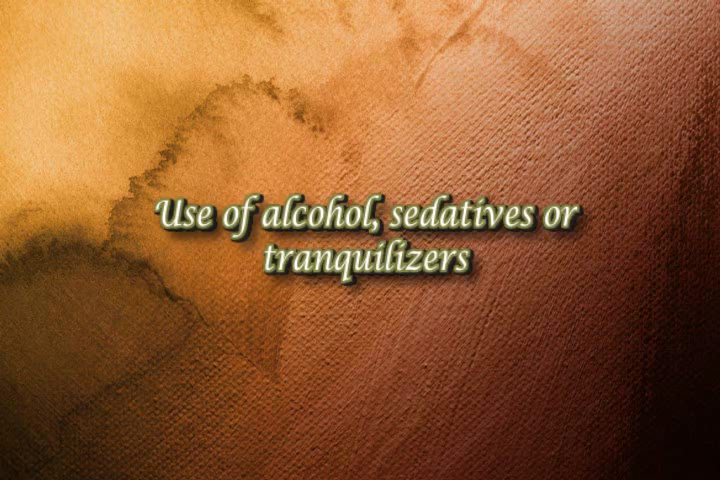 Use of alcohol, sedatives or
tranquilizers